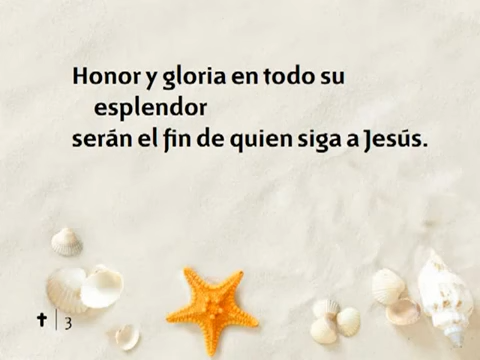 Honor y gloria en todo su
esplendor
serán el fin de quien siga a Jesús.
✝ | 3